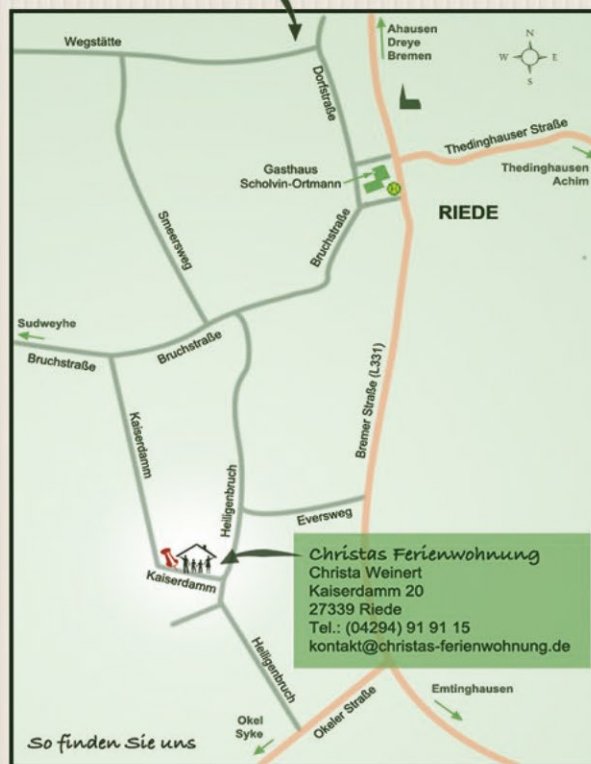 Wegstätte
Ahausen
Dreye
Bremen
N
W
E
S
Dorfstraße
Thedinghauser Straße
Thedinghausen
Achim
Gasthaus
Scholvin-Ortmann
H
RIEDE
Smeersweg
Bruchstraße
Sudweyhe
Bruchstraße
Bruchstraße
Bremer Straße (L331)
Kaiserdamm
Heiligenbruch
Eversweg
Kaiserdamm
Christas Ferienwohnung
Christa Weinert
Kaiserdamm 20
27339 Riede
Tel.: (04294) 91 91 15
kontakt@christas-ferienwohnung.de
Heiligenbruch
Emtinghausen
Okel
Syke
Okeler Straße
So finden Sie uns